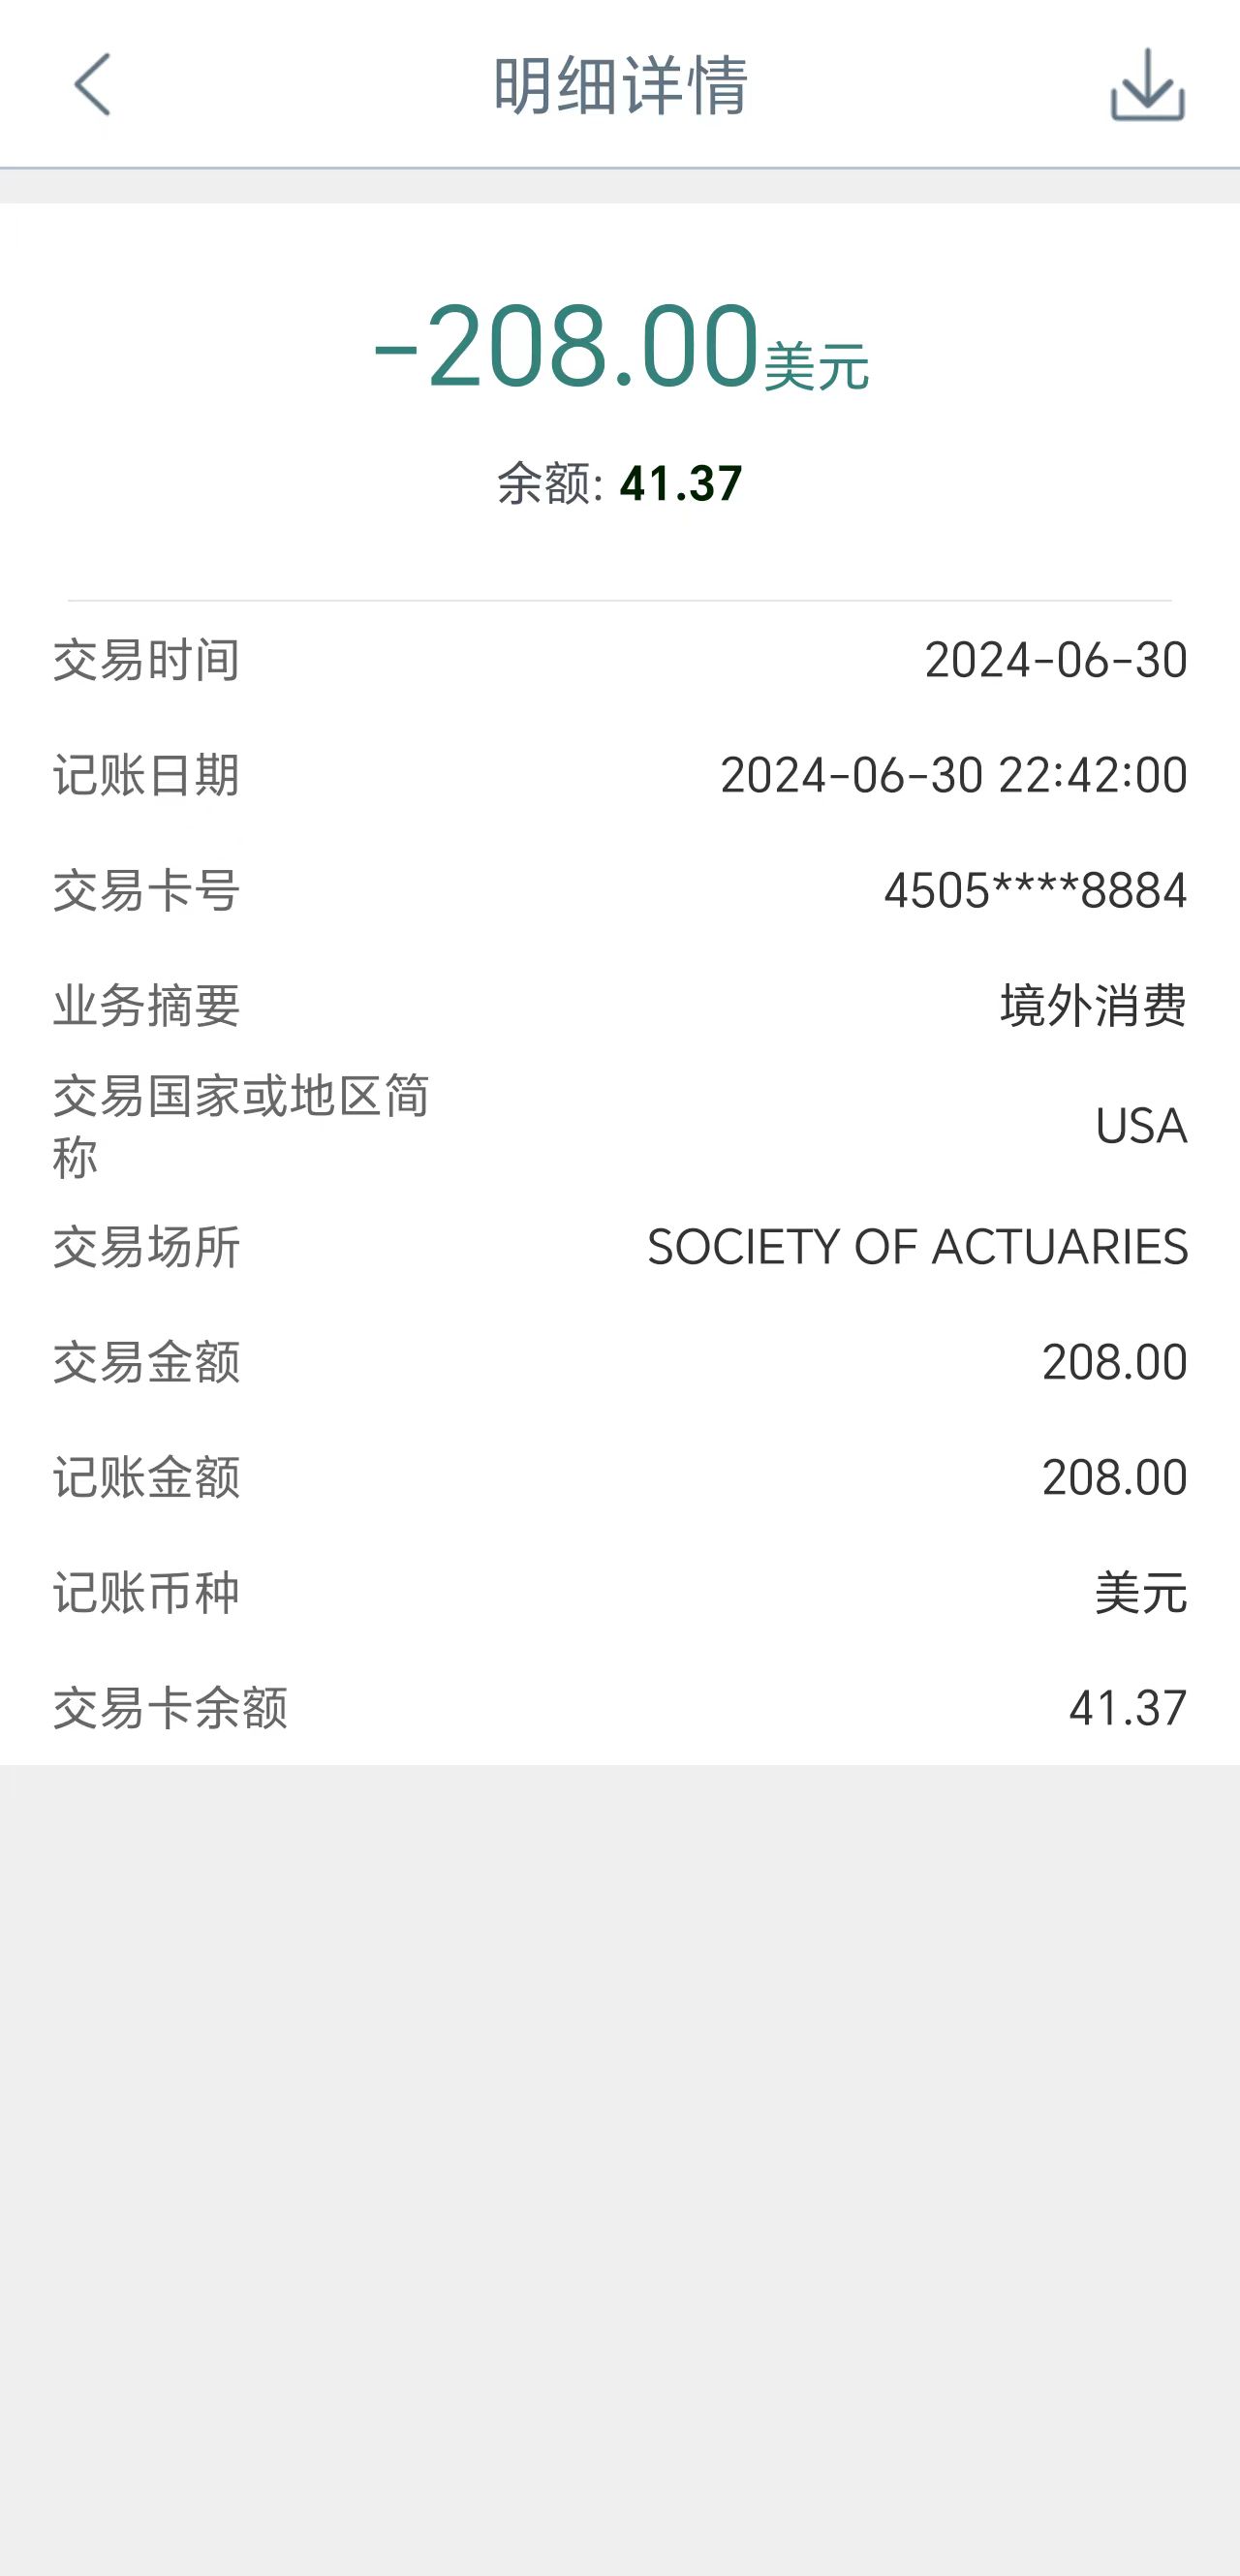 明细详情
-208.00美元
余额: 41.37
交易时间 2024-06-30
记账日期 2024-06-30 22:42:00
交易卡号 4505****8884
业务摘要 境外消费
交易国家或地区简
称 USA
交易场所 SOCIETY OF ACTUARIES
交易金额 208.00
记账金额 208.00
记账币种 美元
交易卡余额 41.37